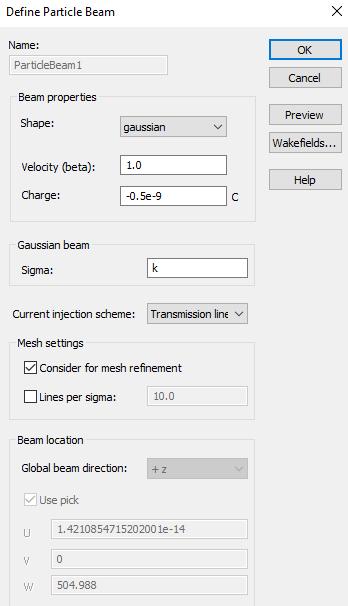 Define Particle Beam
Name:
ParticleBeam1
OK
Cancel
Preview
Wakefields...
Help
Beam properties
Shape: gaussian
Velocity (beta): 1.0
Charge: -0.5e-9 C
Gaussian beam
Sigma: k
Current injection scheme: Transmission line
Mesh settings
Consider for mesh refinement
Lines per sigma: 10.0
Beam location
Global beam direction: + z
Use pick
U 1.4210854715202001e-14
V 0
W 504.988